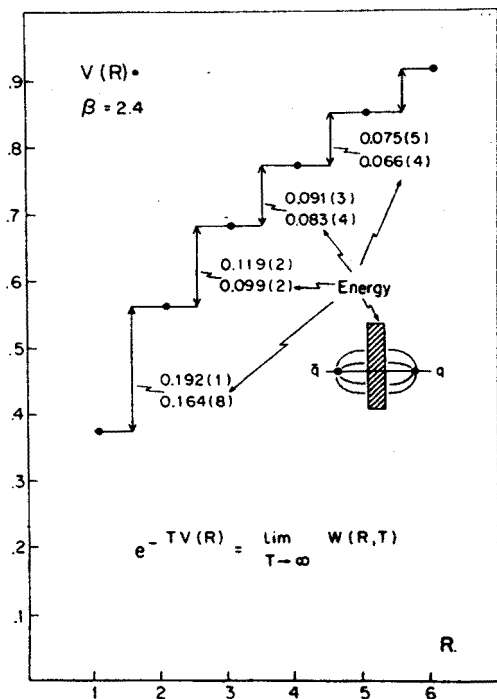 V(R)•
β = 2.4
.9
.8
.7
.6
.5
.4
.3
.2
.1
0.075(5)
0.066(4)
0.091(3)
0.083(4)
0.119(2)
0.099(2)
Energy
0.192(1)
0.164(8)
q̄
q
e^{-TV(R)} = Lim_{T→∞} W(R,T)
R.
1 2 3 4 5 6